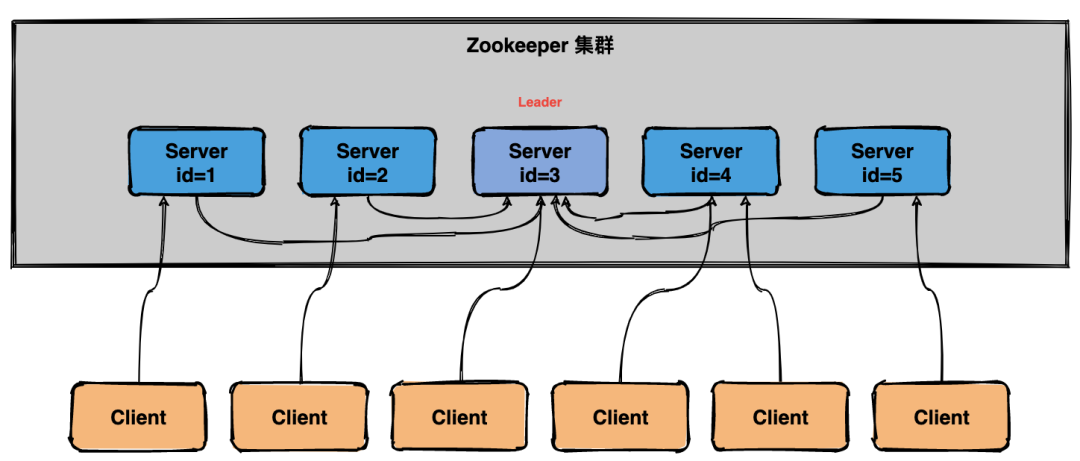 Zookeeper 集群
Leader
Server
id=1
Server
id=2
Server
id=3
Server
id=4
Server
id=5
Client
Client
Client
Client
Client
Client